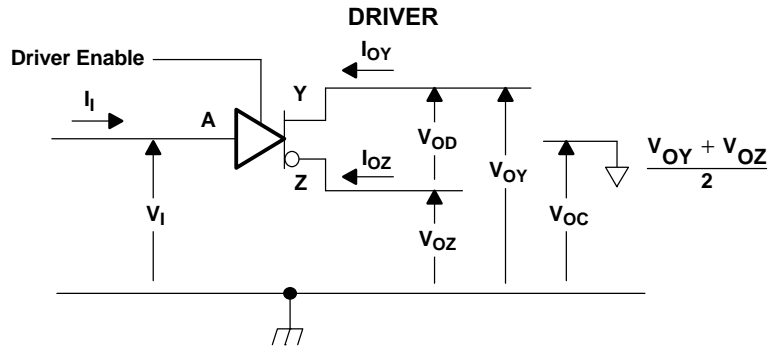 DRIVER
Driver Enable
I_OY
I_I
A
Y
V_OD
V_OY
V_OY + V_OZ
2
I_OZ
Z
V_I
V_OZ
V_OC